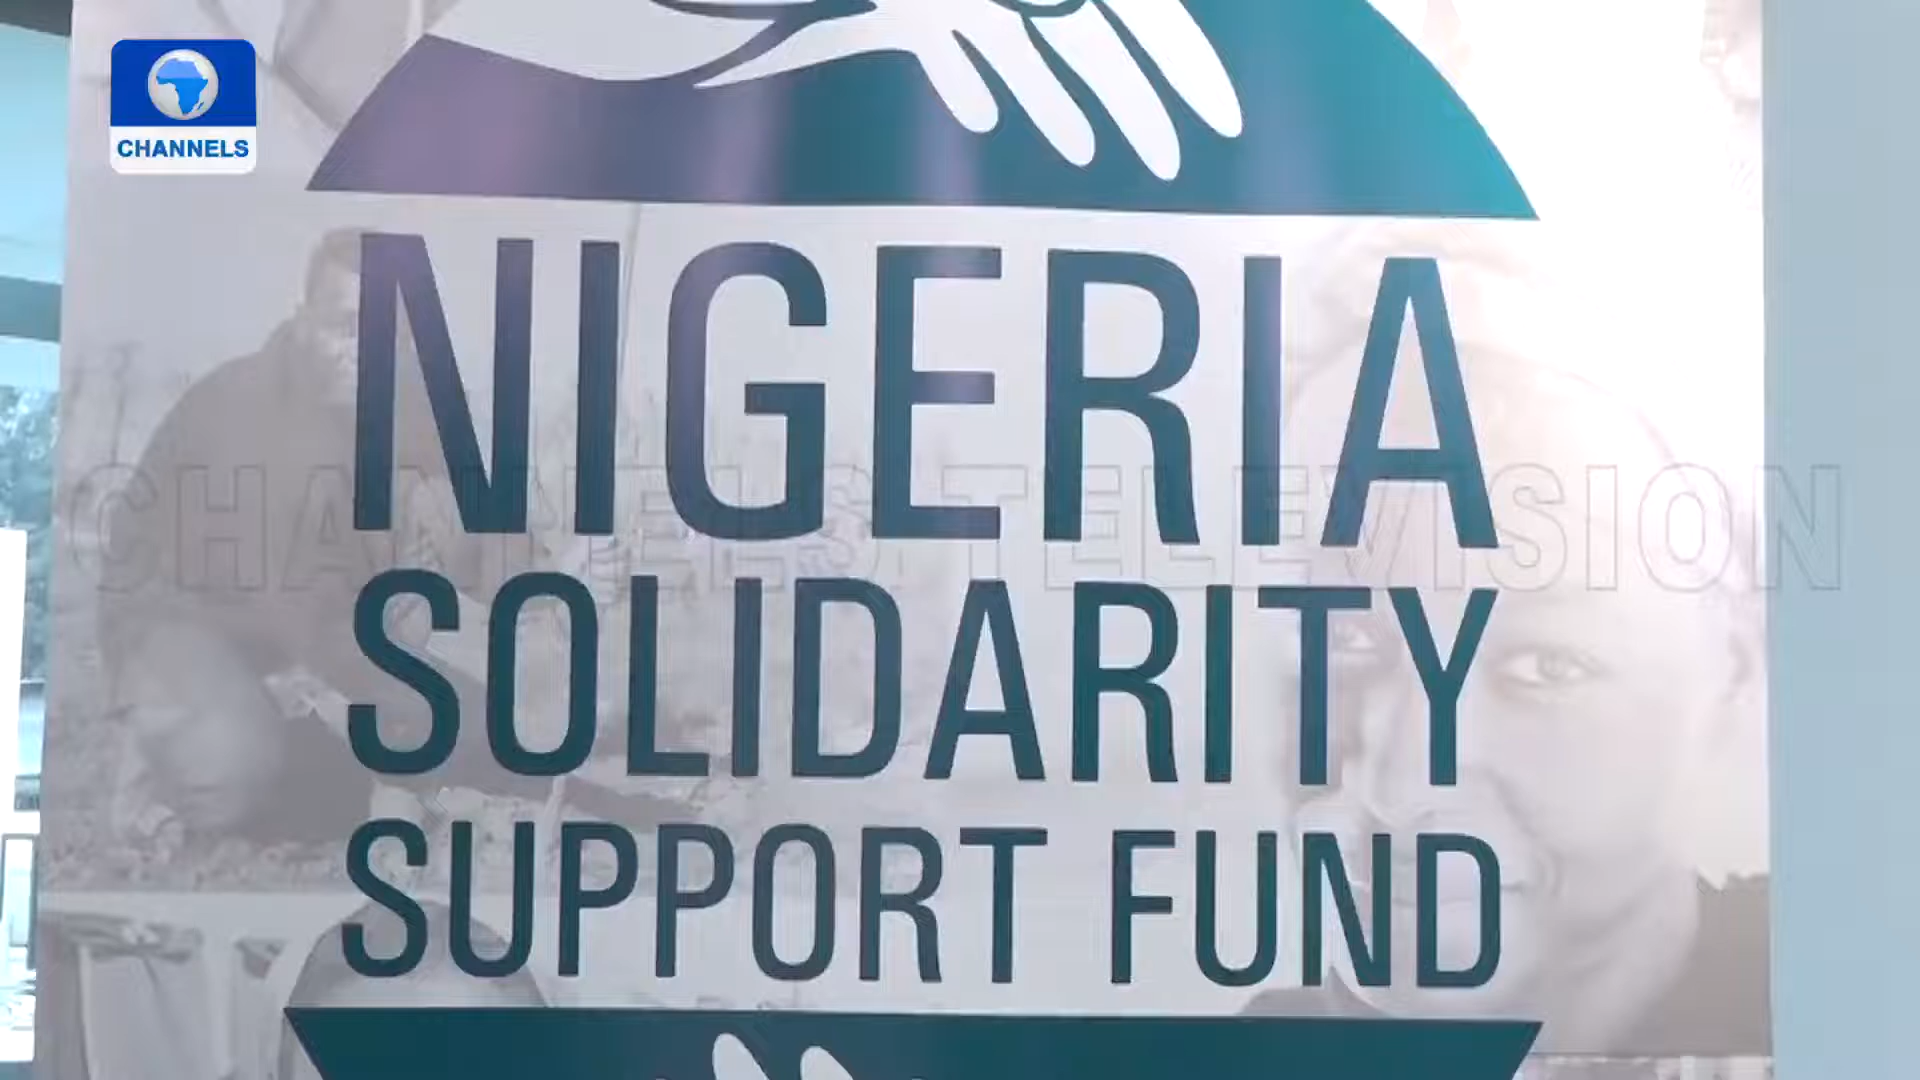 CHANNELS
NIGERIA
CHANNELS TELEVISION
SOLIDARITY
SUPPORT FUND